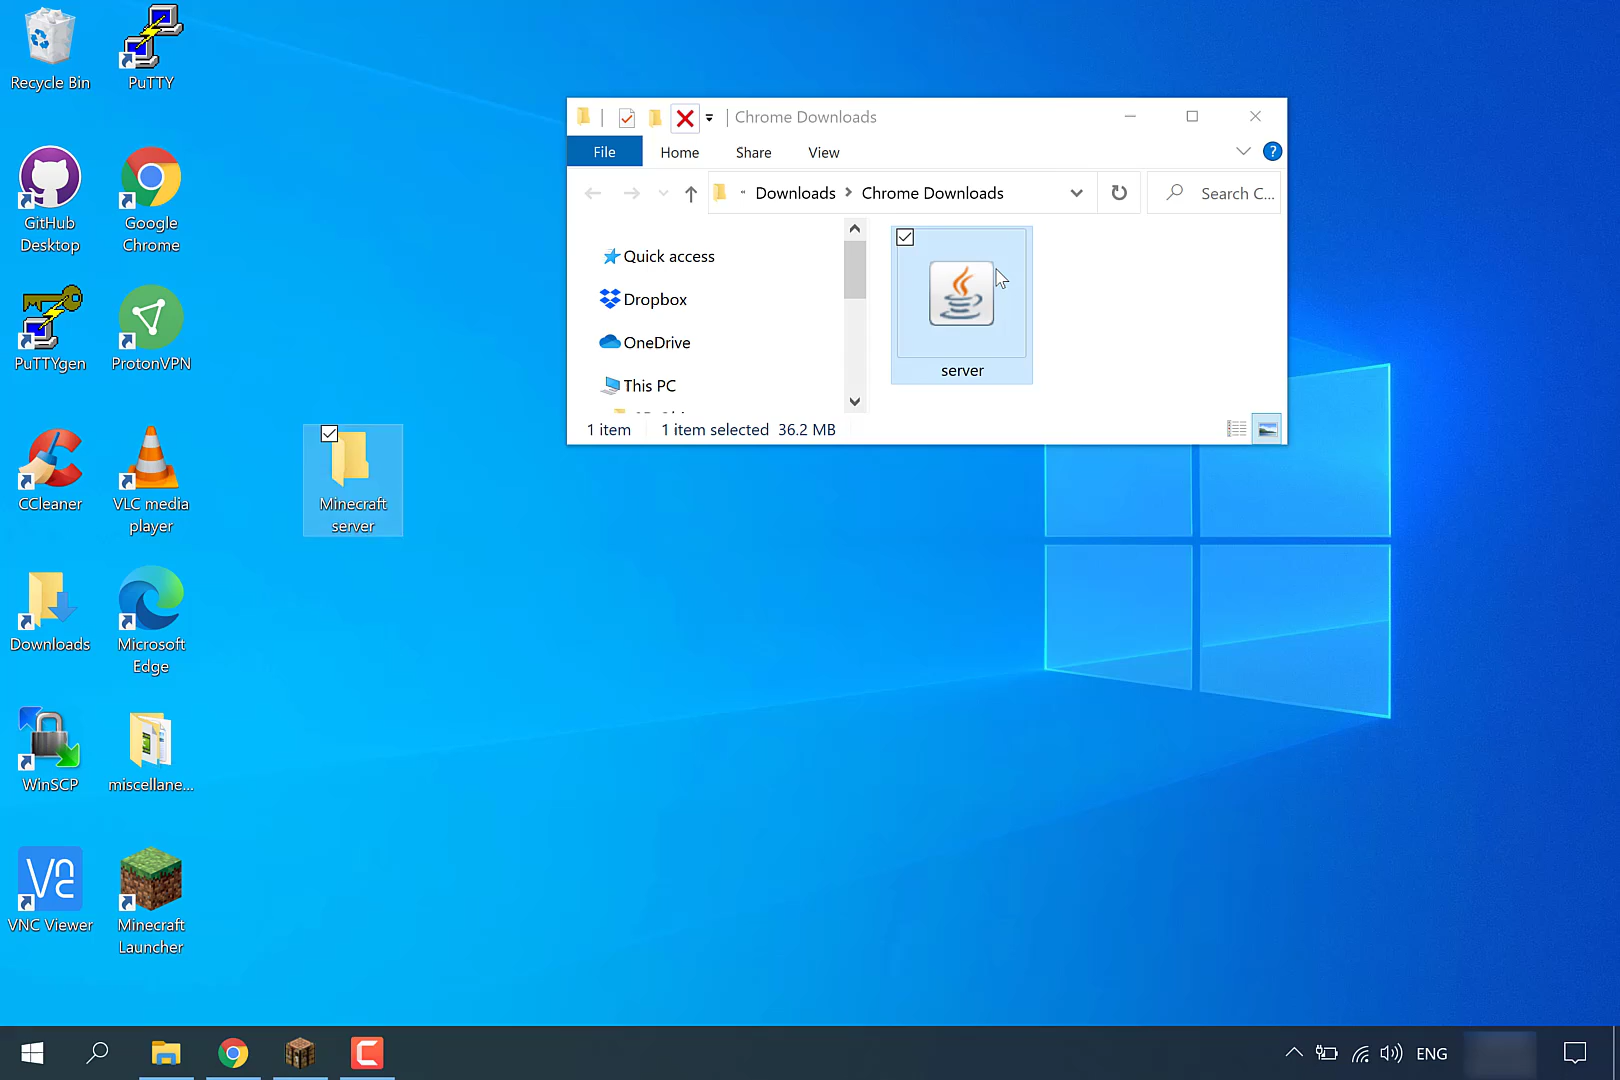 Recycle Bin
PuTTY
GitHub
Desktop
Google
Chrome
PuTTYgen
ProtonVPN
CCleaner
VLC media
player
Minecraft
server
Downloads
Microsoft
Edge
WinSCP
miscellane...
VNC Viewer
Minecraft
Launcher
Chrome Downloads
File
Home
Share
View
?
Downloads
Chrome Downloads
Search C...
Quick access
Dropbox
OneDrive
This PC
server
1 item
1 item selected
36.2 MB
ENG